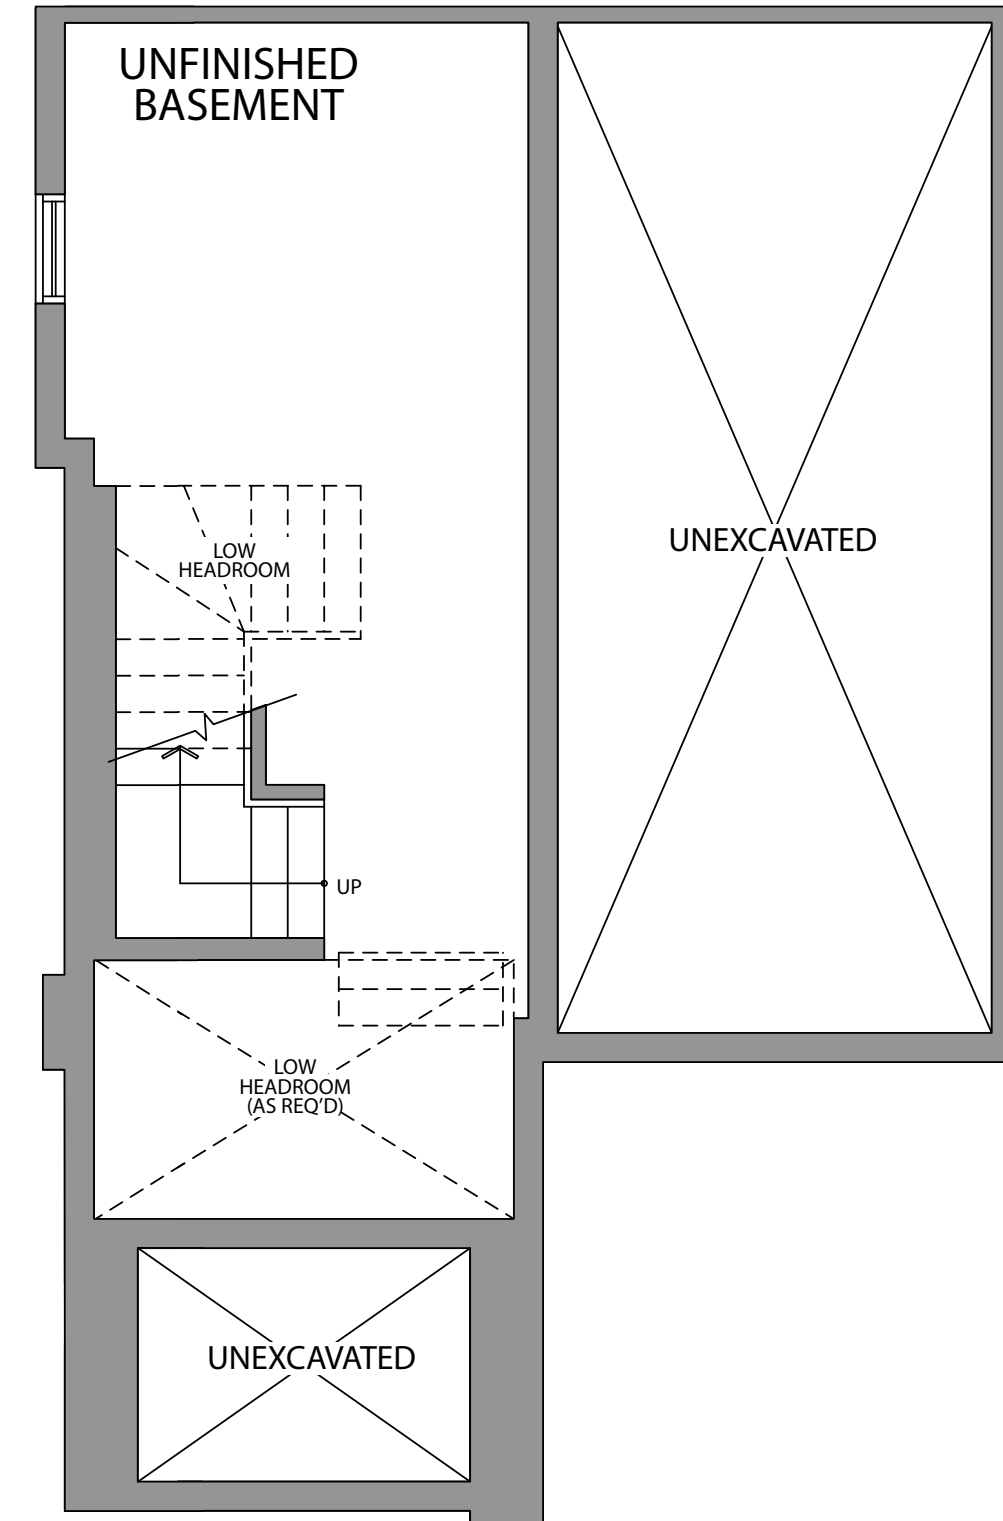 UNFINISHED
BASEMENT
LOW
HEADROOM
UNEXCAVATED
UP
LOW
HEADROOM
(AS REQ'D)
UNEXCAVATED